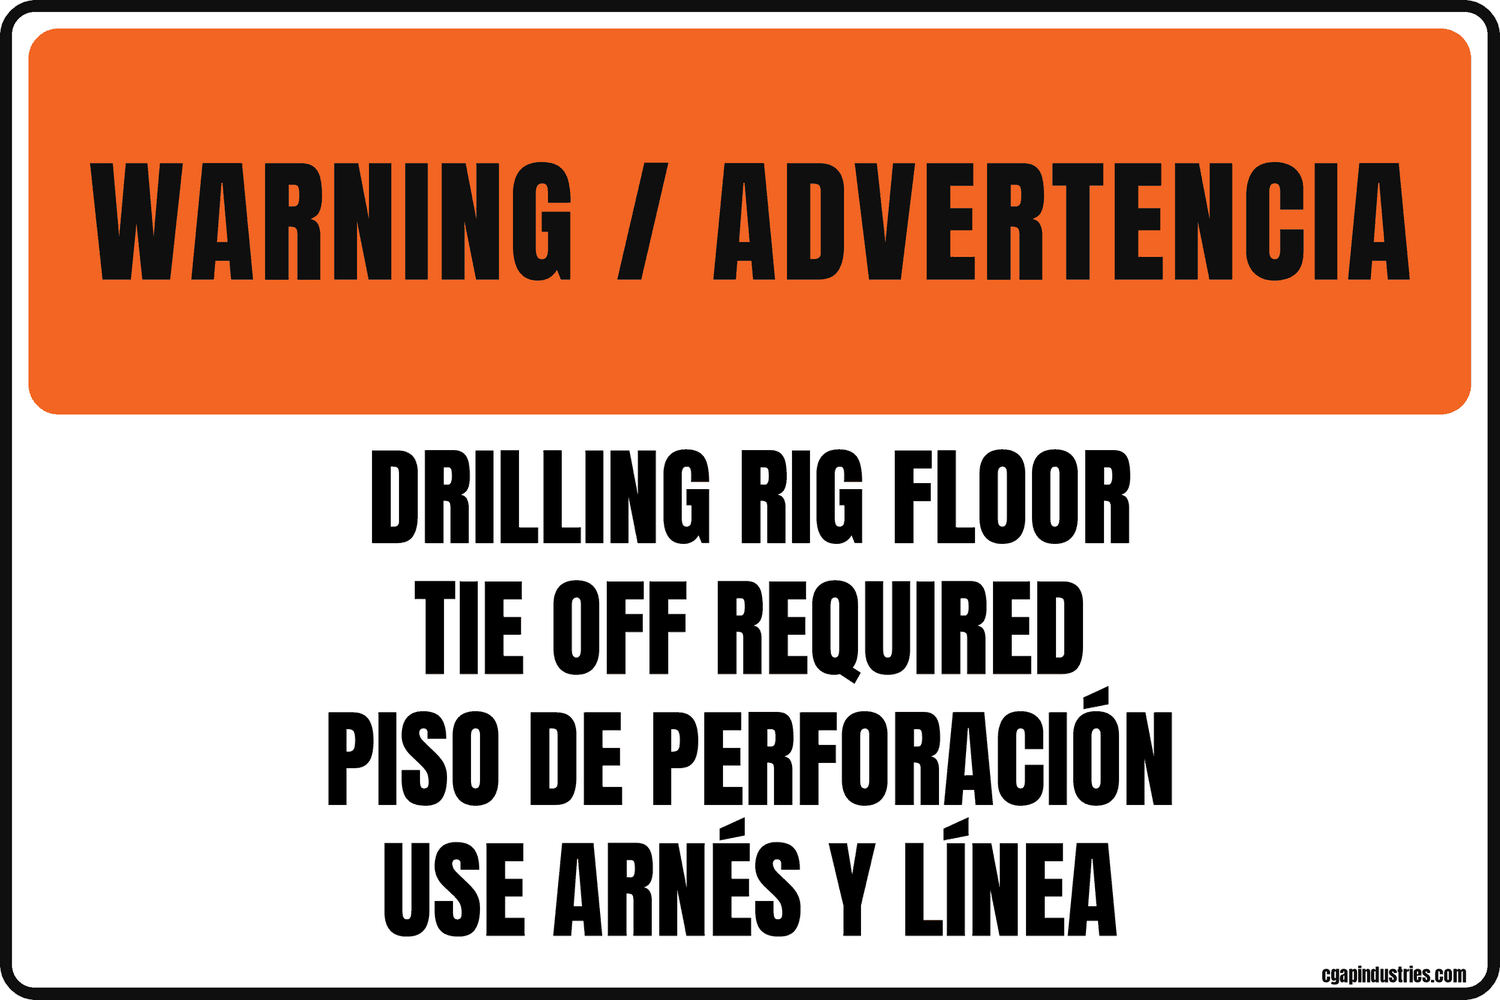 WARNING / ADVERTENCIA
DRILLING RIG FLOOR
TIE OFF REQUIRED
PISO DE PERFORACIÓN
USE ARNÉS Y LÍNEA
cgapindustries.com